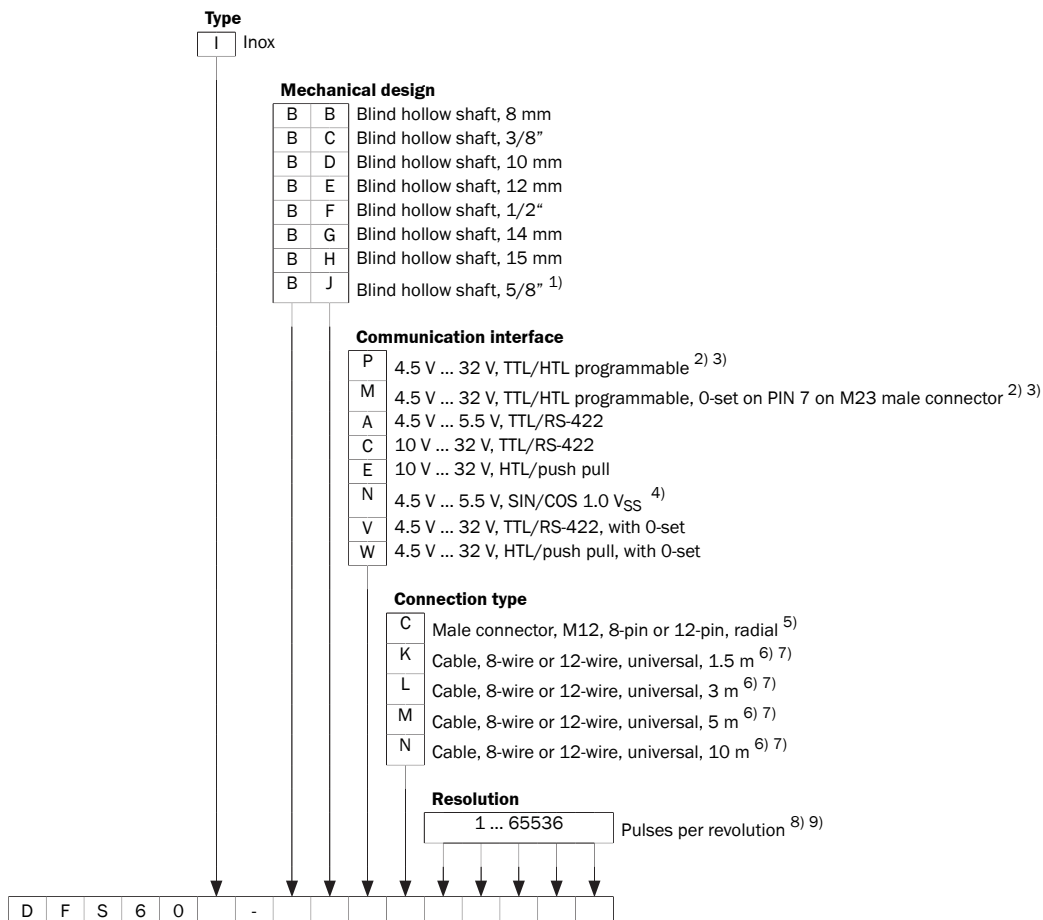 Type
I Inox
Mechanical design
B B Blind hollow shaft, 8 mm
B C Blind hollow shaft, 3/8”
B D Blind hollow shaft, 10 mm
B E Blind hollow shaft, 12 mm
B F Blind hollow shaft, 1/2“
B G Blind hollow shaft, 14 mm
B H Blind hollow shaft, 15 mm
B J Blind hollow shaft, 5/8” 1)
Communication interface
P 4.5 V ... 32 V, TTL/HTL programmable 2) 3)
M 4.5 V ... 32 V, TTL/HTL programmable, 0-set on PIN 7 on M23 male connector 2) 3)
A 4.5 V ... 5.5 V, TTL/RS-422
C 10 V ... 32 V, TTL/RS-422
E 10 V ... 32 V, HTL/push pull
N 4.5 V ... 5.5 V, SIN/COS 1.0 VSS 4)
V 4.5 V ... 32 V, TTL/RS-422, with 0-set
W 4.5 V ... 32 V, HTL/push pull, with 0-set
Connection type
C Male connector, M12, 8-pin or 12-pin, radial 5)
K Cable, 8-wire or 12-wire, universal, 1.5 m 6) 7)
L Cable, 8-wire or 12-wire, universal, 3 m 6) 7)
M Cable, 8-wire or 12-wire, universal, 5 m 6) 7)
N Cable, 8-wire or 12-wire, universal, 10 m 6) 7)
Resolution
1 ... 65536 Pulses per revolution 8) 9)
D F S 6 0 -